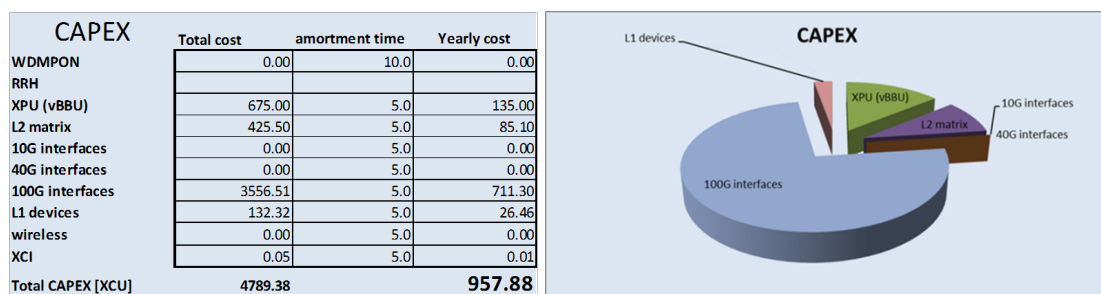 CAPEX Total cost amortment time Yearly cost
WDMPON 0.00 10.0 0.00
RRH
XPU (vBBU) 675.00 5.0 135.00
L2 matrix 425.50 5.0 85.10
10G interfaces 0.00 5.0 0.00
40G interfaces 0.00 5.0 0.00
100G interfaces 3556.51 5.0 711.30
L1 devices 132.32 5.0 26.46
wireless 0.00 5.0 0.00
XCI 0.05 5.0 0.01
Total CAPEX [XCU] 4789.38 957.88
CAPEX
L1 devices
XPU (vBBU)
10G interfaces
L2 matrix
40G interfaces
100G interfaces